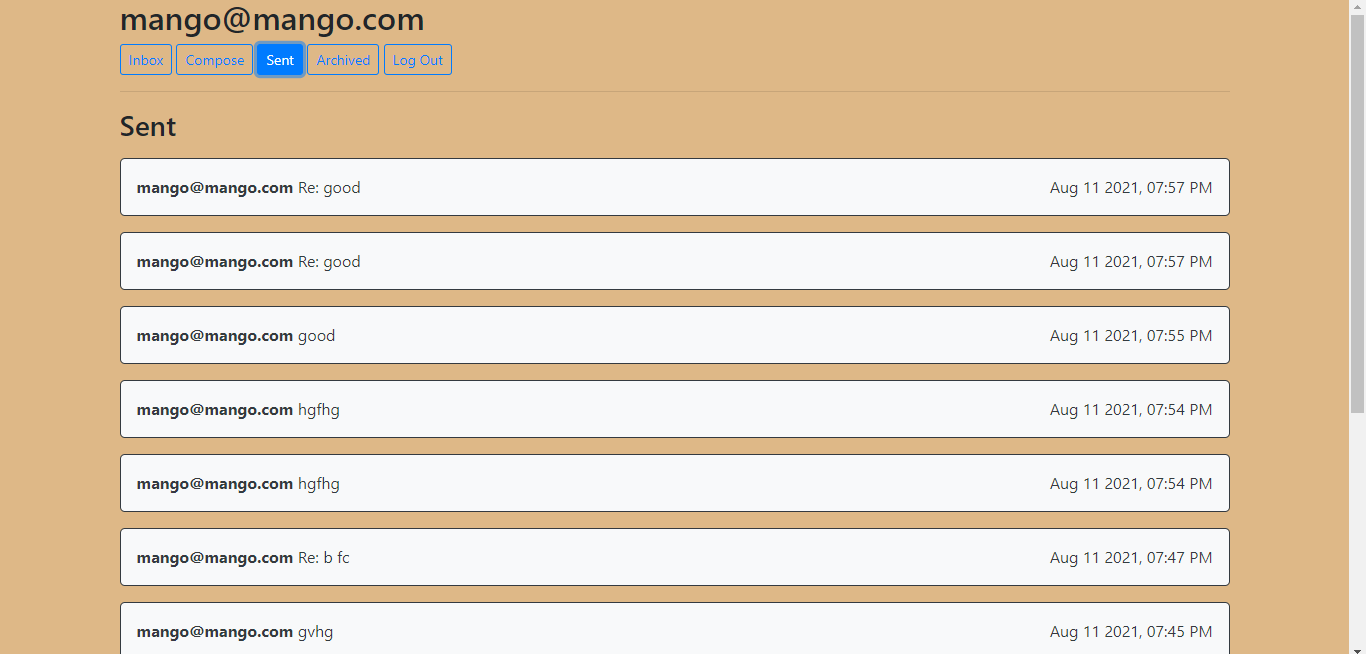 mango@mango.com
Inbox Compose Sent Archived Log Out
Sent
mango@mango.com Re: good Aug 11 2021, 07:57 PM
mango@mango.com Re: good Aug 11 2021, 07:57 PM
mango@mango.com good Aug 11 2021, 07:55 PM
mango@mango.com hgfhg Aug 11 2021, 07:54 PM
mango@mango.com hgfhg Aug 11 2021, 07:54 PM
mango@mango.com Re: b fc Aug 11 2021, 07:47 PM
mango@mango.com gvhg Aug 11 2021, 07:45 PM